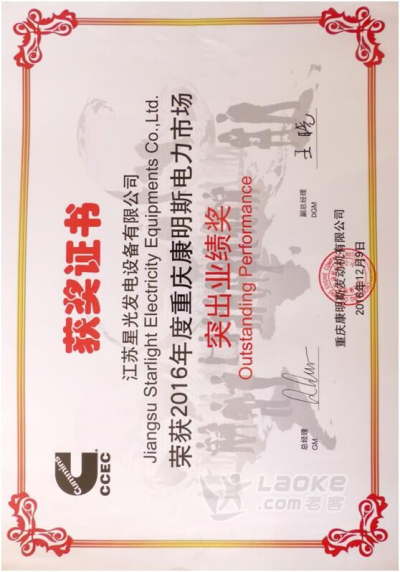 Cummins
CCEC
获奖证书
江苏星光发电设备有限公司
Jiangsu Starlight Electricity Equipments Co.,Ltd.
荣获2016年度重庆康明斯电力市场
突出业绩奖
Outstanding Performance
总经理
GM:
副总经理
DGM:
王晓
重庆康明斯发动机有限公司
2016年12月9日
Laoke
.com老客